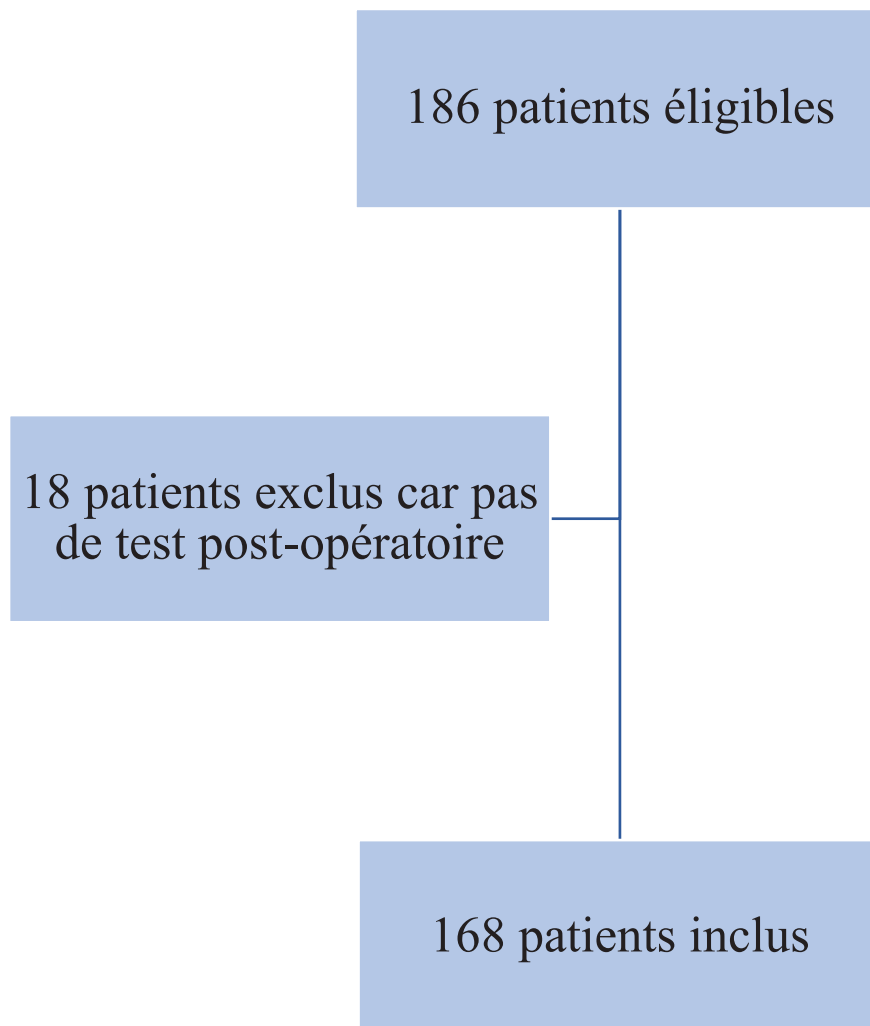 186 patients éligibles
18 patients exclus car pas
de test post-opératoire
168 patients inclus